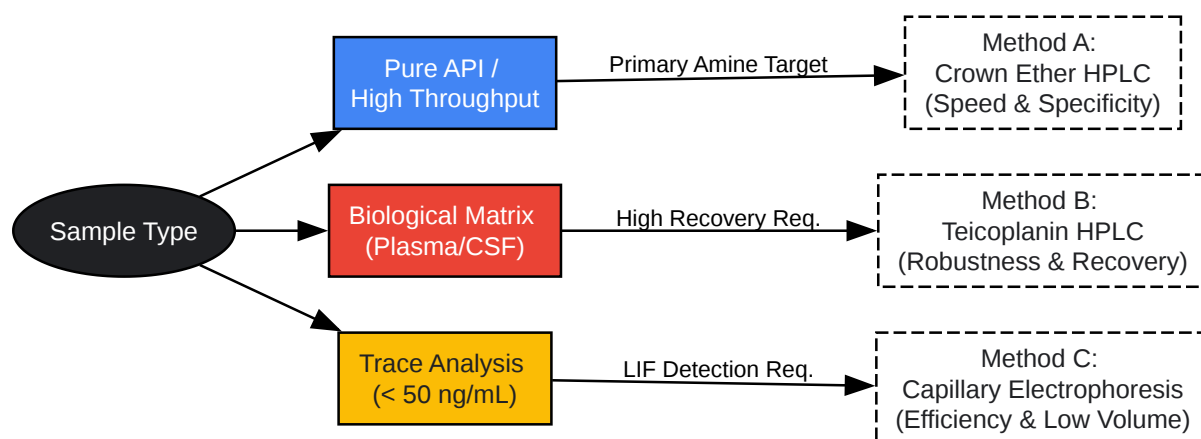 Pure API /
High Throughput
Primary Amine Target
Method A:
Crown Ether HPLC
(Speed & Specificity)
Sample Type
Biological Matrix
(Plasma/CSF)
High Recovery Req.
Method B:
Teicoplanin HPLC
(Robustness & Recovery)
Trace Analysis
(< 50 ng/mL)
LIF Detection Req.
Method C:
Capillary Electrophoresis
(Efficiency & Low Volume)